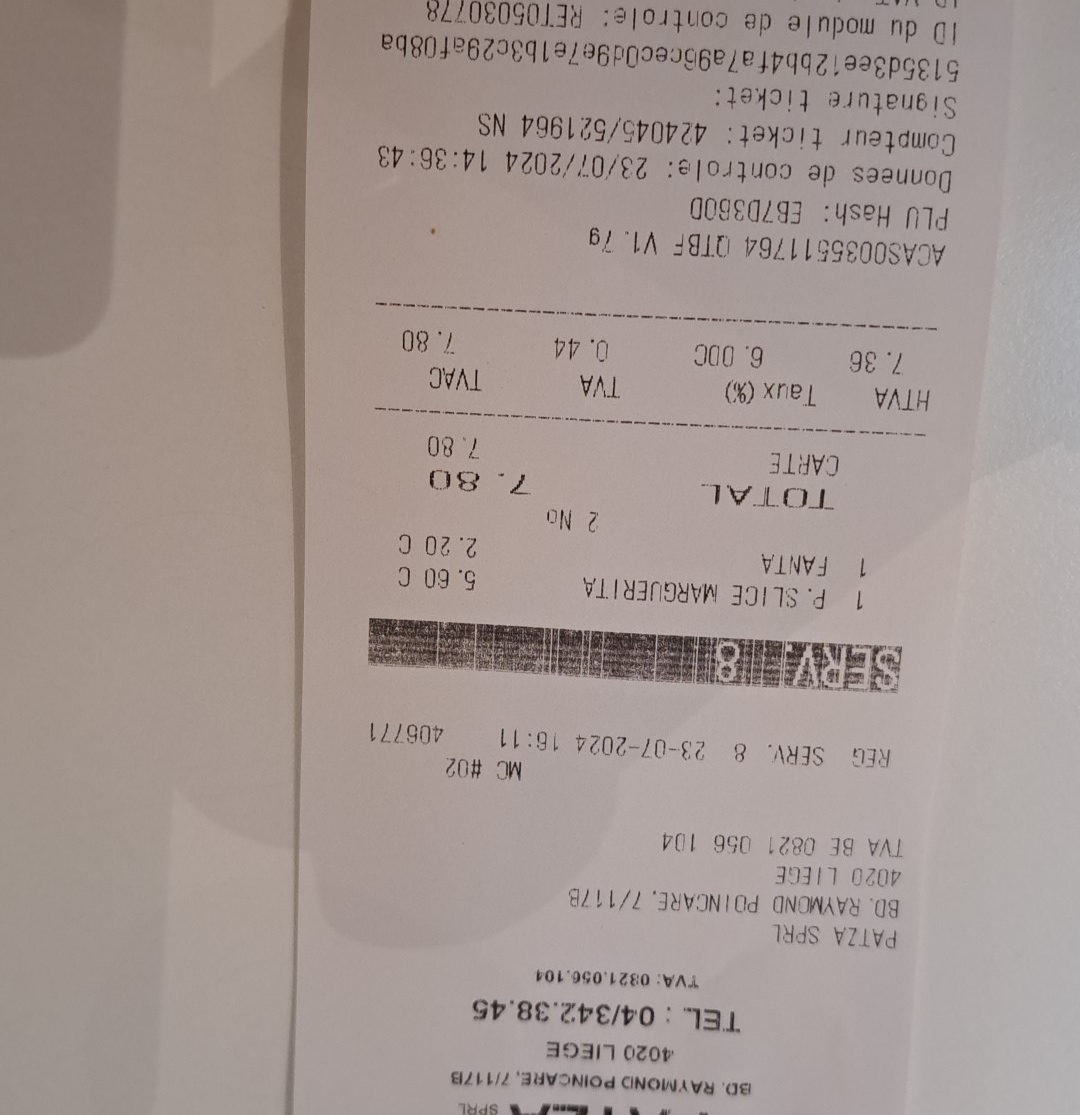 SPRL
BD. RAYMOND POINCARE, 7/117B
4020 LIEGE
TEL. : 04/342.38.45
TVA: 0821.056.104
PATZA SPRL
BD. RAYMOND POINCARE, 7/117B
4020 LIEGE
TVA BE 0821 056 104
MC #02
REG SERV. 8 23-07-2024 16:11 406771
SERV. 8
1 P.SLICE MARGUERITA 5.60 C
1 FANTA 2.20 C
2 No
TOTAL 7.80
CARTE 7.80
HTVA Taux (%) TVA TVAC
7.36 6.00C 0.44 7.80
ACAS0035511764 QTBF V1.7g
PLU Hash: EB7D360D
Donnees de controle: 23/07/2024 14:36:43
Compteur ticket: 424045/521964 NS
Signature ticket:
5135d3ee12bb4fa7a96cec0d9e7e1b3c29af08ba
ID du module de controle: RET05030778